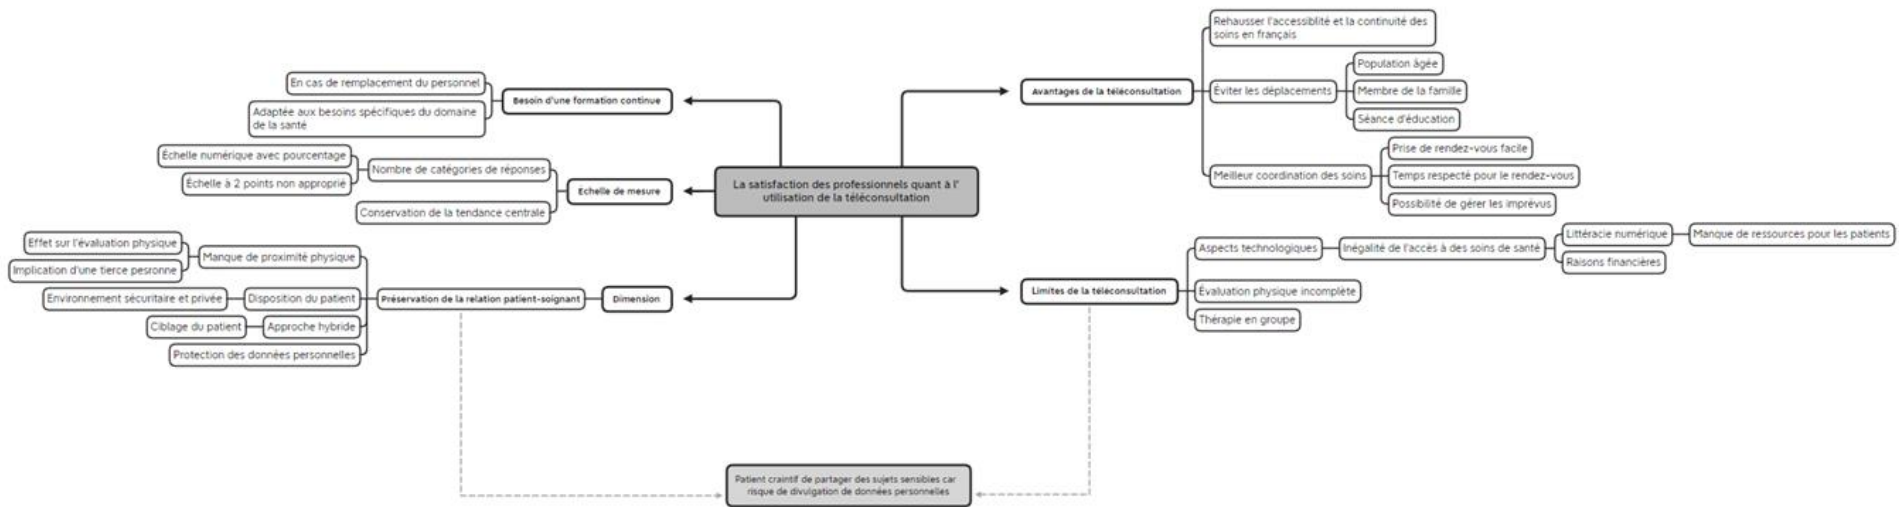 En cas de remplacement du personnel
Adaptée aux besoins spécifiques du domaine
de la santé
Besoin d'une formation continue
Échelle numérique avec pourcentage
Échelle à 2 points non approprié
Nombre de catégories de réponses
Conservation de la tendance centrale
Echelle de mesure
Effet sur l'évaluation physique
Implication d'une tierce pesronne
Manque de proximité physique
Environnement sécuritaire et privée
Disposition du patient
Ciblage du patient
Approche hybride
Protection des données personnelles
Préservation de la relation patient-soignant
Dimension
La satisfaction des professionnels quant à l'
utilisation de la téléconsultation
Avantages de la téléconsultation
Rehausser l'accessiblité et la continuité des
soins en français
Éviter les déplacements
Population âgée
Membre de la famille
Séance d'éducation
Meilleur coordination des soins
Prise de rendez-vous facile
Temps respecté pour le rendez-vous
Possibilité de gérer les imprévus
Limites de la téléconsultation
Aspects technologiques
Inégalité de l'accès à des soins de santé
Littéracie numérique
Manque de ressources pour les patients
Raisons financières
Évaluation physique incomplète
Thérapie en groupe
Patient craintif de partager des sujets sensibles car
risque de divulgation de données personnelles